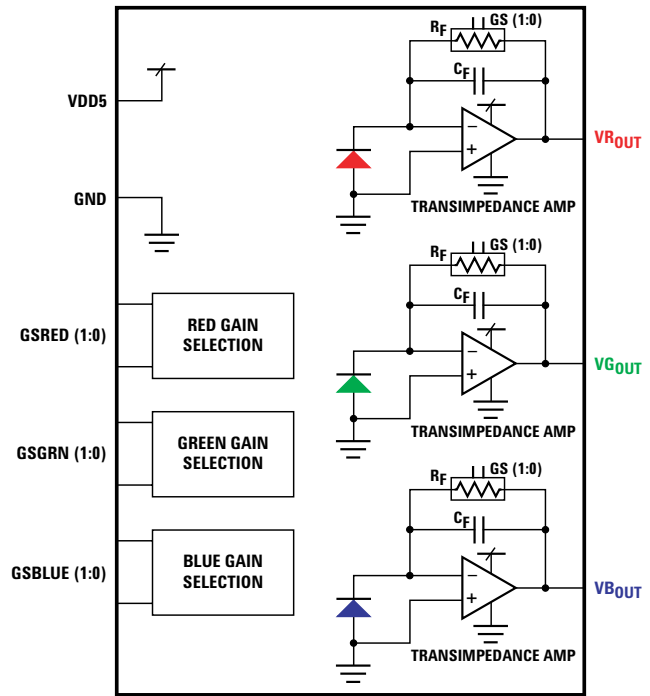 VDD5
GND
GSRED (1:0)
RED GAIN
SELECTION
GSGRN (1:0)
GREEN GAIN
SELECTION
GSBLUE (1:0)
BLUE GAIN
SELECTION
RF GS (1:0)
CF
−
+
VROUT
TRANSIMPEDANCE AMP
RF GS (1:0)
CF
−
+
VGOUT
TRANSIMPEDANCE AMP
RF GS (1:0)
CF
−
+
VBOUT
TRANSIMPEDANCE AMP